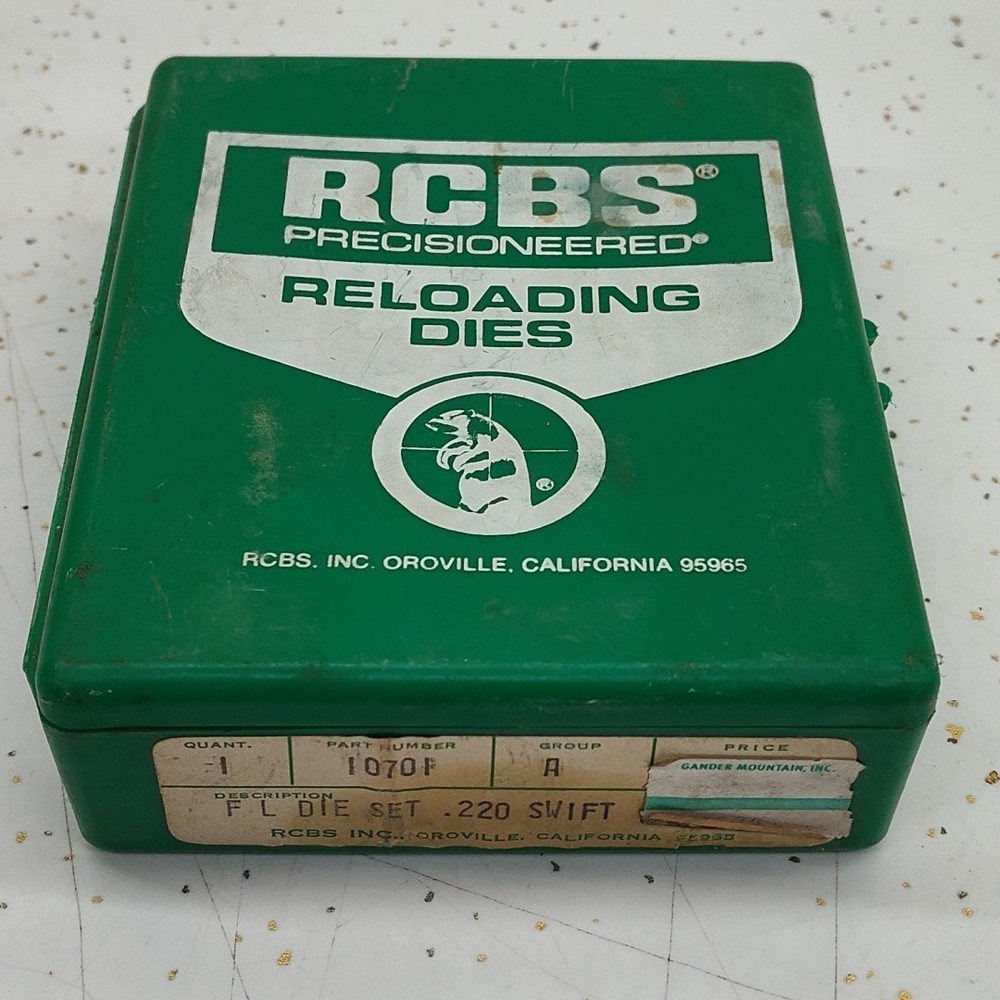 RCBS®
PRECISIONEERED®
RELOADING
DIES
®
RCBS. INC. OROVILLE, CALIFORNIA 95965
QUANT. PART NUMBER GROUP PRICE
1 10701 A
GANDER MOUNTAIN, INC.
DESCRIPTION
F L DIE SET .220 SWIFT
RCBS INC., OROVILLE, CALIFORNIA 95965